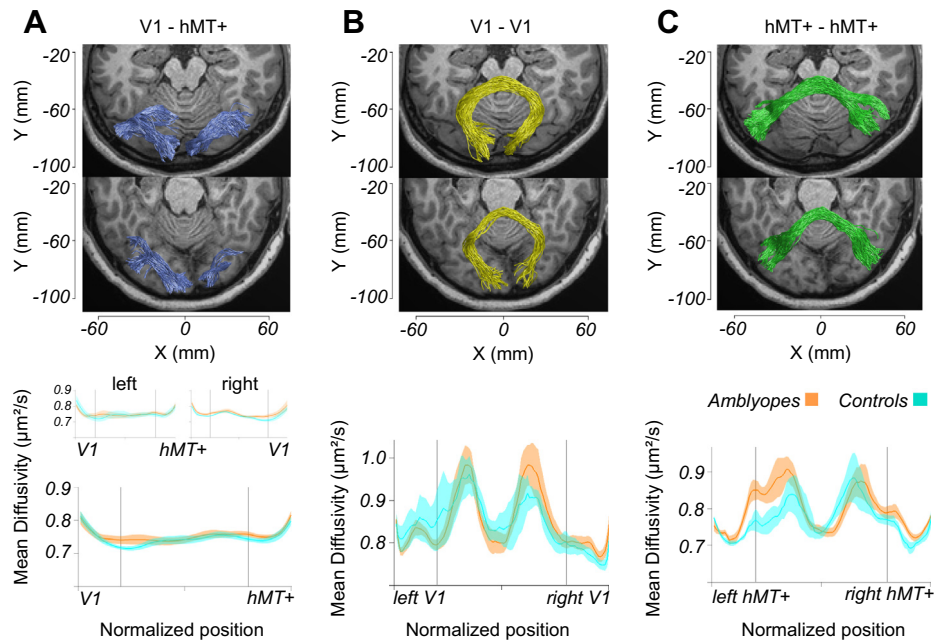 A
V1 - hMT+
-20
Y (mm)
-60
-100
-20
Y (mm)
-60
-100
-60
0
60
X (mm)
B
V1 - V1
-20
Y (mm)
-60
-100
-20
Y (mm)
-60
-100
-60
0
60
X (mm)
C
hMT+ - hMT+
-20
Y (mm)
-60
-100
-20
Y (mm)
-60
-100
-60
0
60
X (mm)
left
right
0.9
0.8
0.7
V1
hMT+
V1
Mean Diffusivity (μm²/s)
0.9
0.8
0.7
V1
hMT+
Normalized position
Mean Diffusivity (μm²/s)
1.0
0.9
0.8
left V1
right V1
Normalized position
Amblyopes
Controls
Mean Diffusivity (μm²/s)
0.9
0.8
0.7
left hMT+
right hMT+
Normalized position